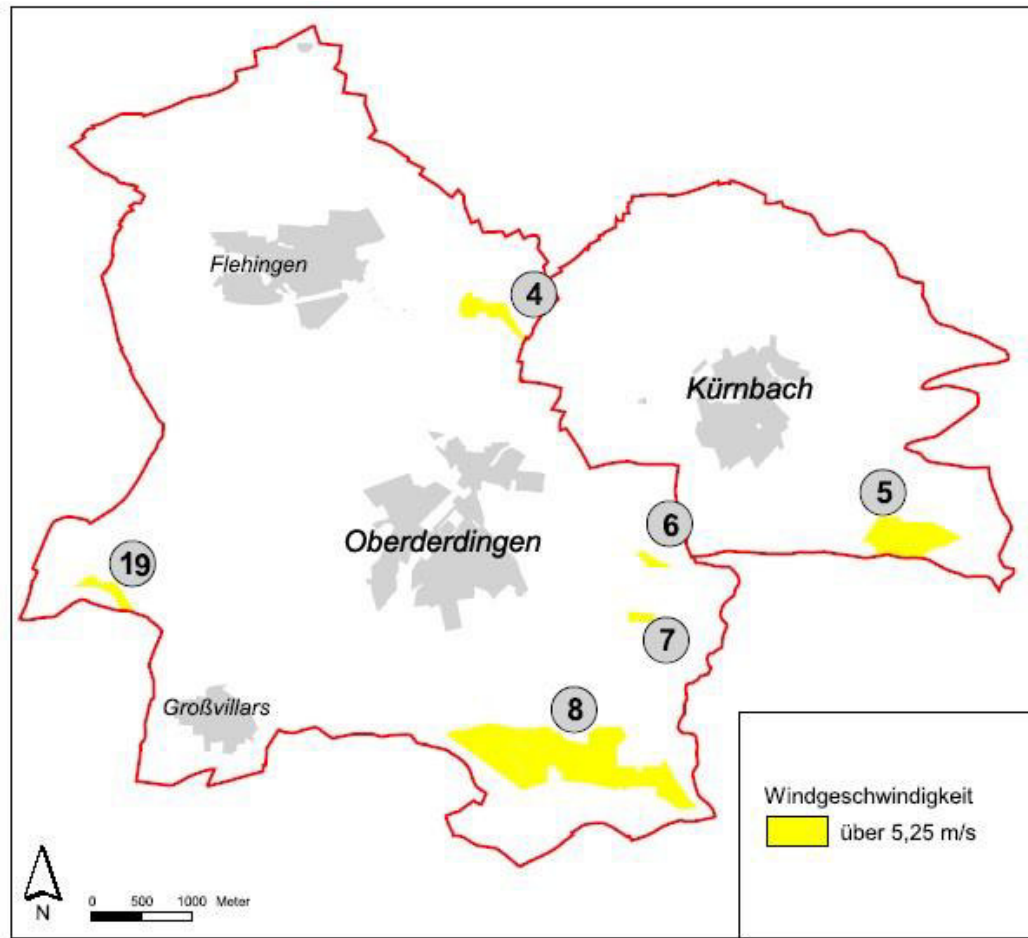 Flehingen
4
Kürnbach
5
6
Oberderdingen
19
7
Großvillars
8
Windgeschwindigkeit
über 5,25 m/s
N
0 500 1000 Meter